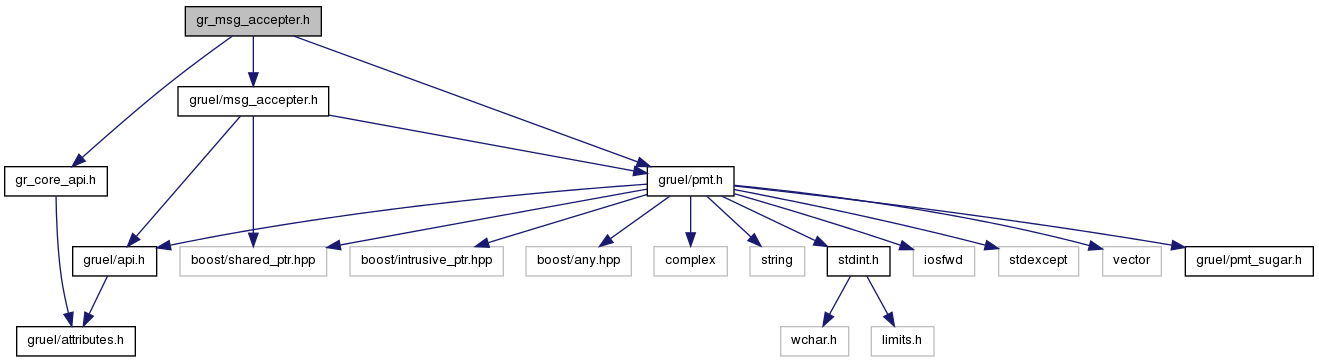 gr_msg_accepter.h
gruel/msg_accepter.h
gr_core_api.h
gruel/pmt.h
gruel/api.h
boost/shared_ptr.hpp
boost/intrusive_ptr.hpp
boost/any.hpp
complex
string
stdint.h
iosfwd
stdexcept
vector
gruel/pmt_sugar.h
gruel/attributes.h
wchar.h
limits.h